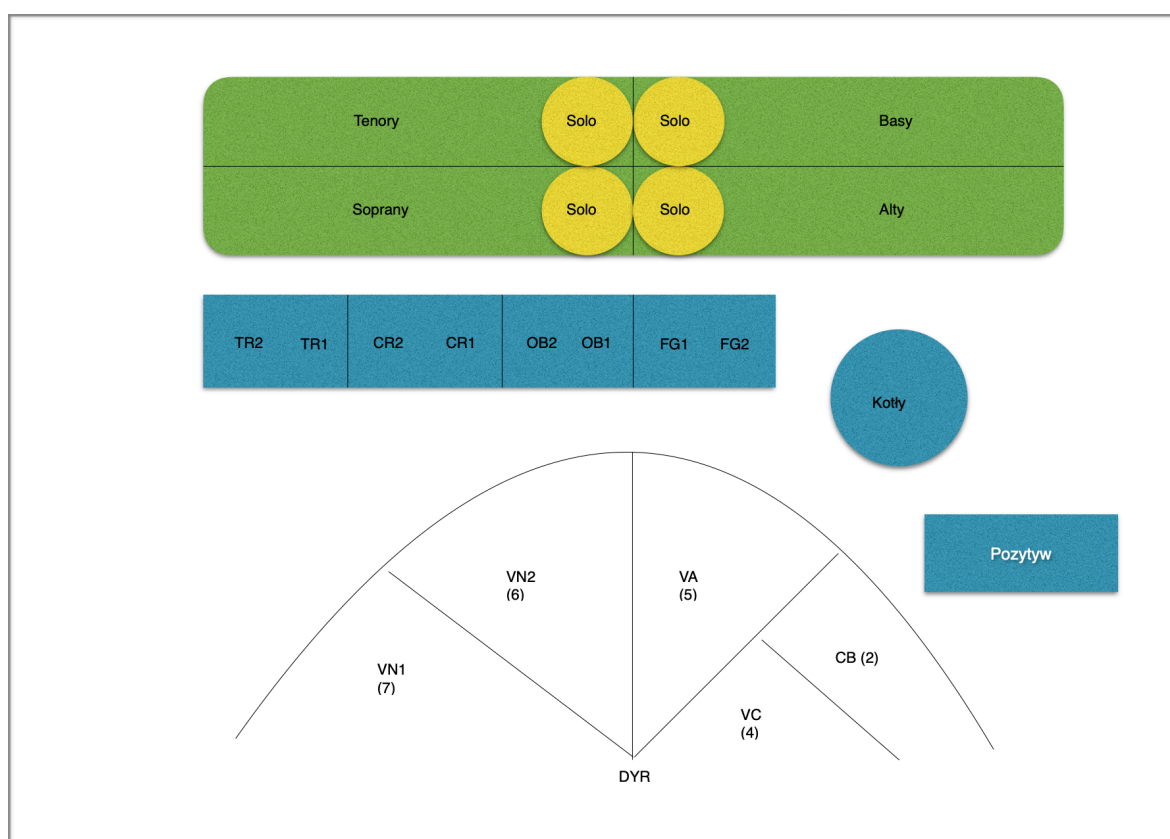 Tenory Solo Solo Basy
Soprany Solo Solo Alty
TR2 TR1 CR2 CR1 OB2 OB1 FG1 FG2
Kotły
Pozytyw
VN2
(6)
VA
(5)
VN1
(7)
CB (2)
VC
(4)
DYR